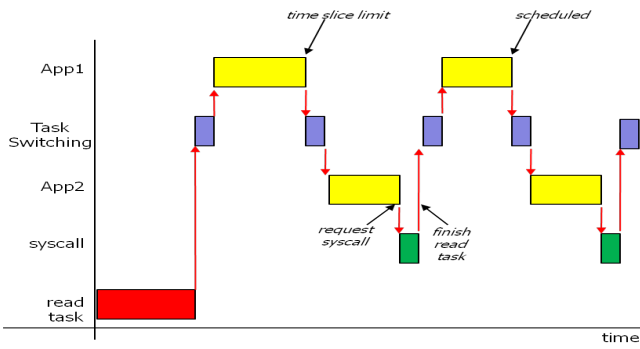 time slice limit
scheduled
App1
Task
Switching
App2
request
syscall
finish
read
task
syscall
read
task
time